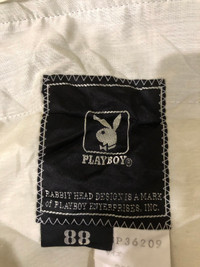 PLAYBOY®
RABBIT HEAD DESIGN IS A MARK
of PLAYBOY ENTERPRISES, INC.
88
P36209